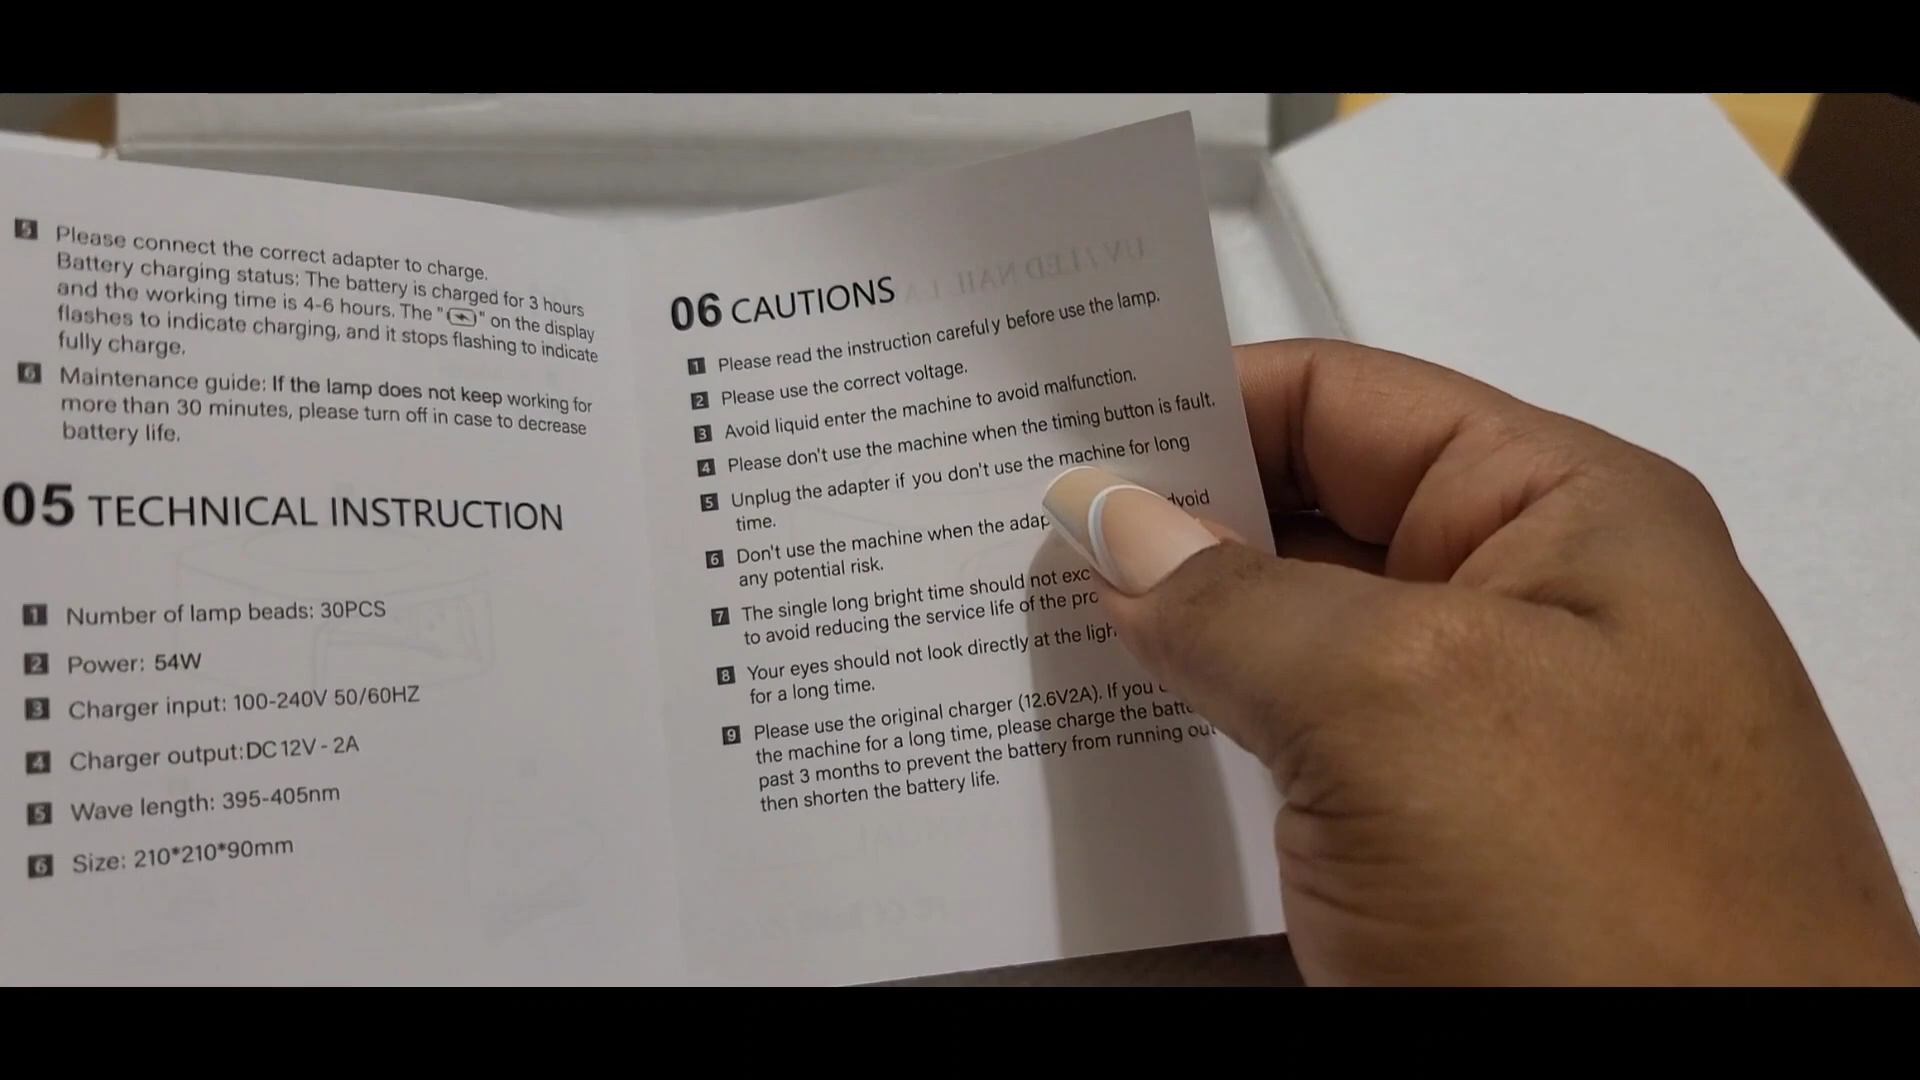 5 Please connect the correct adapter to charge.
Battery charging status: The battery is charged for 3 hours
and the working time is 4-6 hours. The " " on the display
flashes to indicate charging, and it stops flashing to indicate
fully charge.
6 Maintenance guide: If the lamp does not keep working for
more than 30 minutes, please turn off in case to decrease
battery life.
05 TECHNICAL INSTRUCTION
1 Number of lamp beads: 30PCS
2 Power: 54W
3 Charger input: 100-240V 50/60HZ
4 Charger output:DC12V - 2A
5 Wave length: 395-405nm
6 Size: 210*210*90mm
06 CAUTIONS
1 Please read the instruction carefuly before use the lamp.
2 Please use the correct voltage.
3 Avoid liquid enter the machine to avoid malfunction.
4 Please don't use the machine when the timing button is fault.
5 Unplug the adapter if you don't use the machine for long
time.
6 Don't use the machine when the
any potential risk.
7 The single long bright time should not
to avoid reducing the service life of the
8 Your eyes should not look directly at the
for a long time.
9 Please use the original charger (12.6V2A). If you
the machine for a long time, please charge the
past 3 months to prevent the battery from running out
then shorten the battery life.
UV / LED NAIL